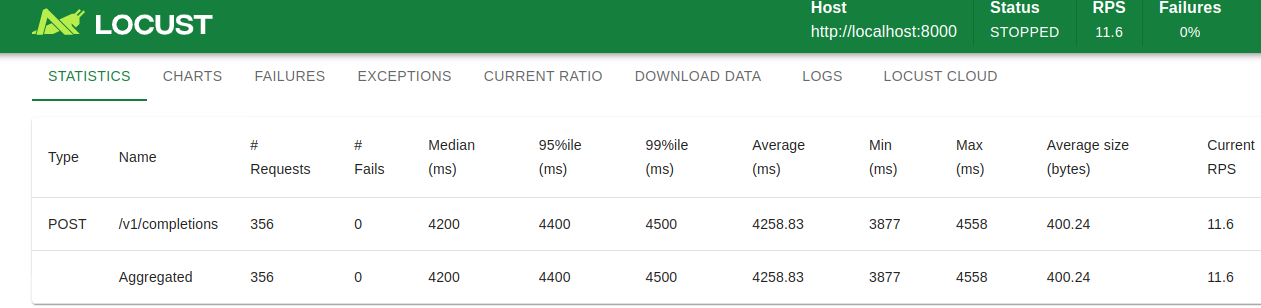 LOCUST
Host Status RPS Failures
http://localhost:8000 STOPPED 11.6 0%
STATISTICS CHARTS FAILURES EXCEPTIONS CURRENT RATIO DOWNLOAD DATA LOGS LOCUST CLOUD
Type Name # Requests # Fails Median (ms) 95%ile (ms) 99%ile (ms) Average (ms) Min (ms) Max (ms) Average size (bytes) Current RPS
POST /v1/completions 356 0 4200 4400 4500 4258.83 3877 4558 400.24 11.6
Aggregated 356 0 4200 4400 4500 4258.83 3877 4558 400.24 11.6